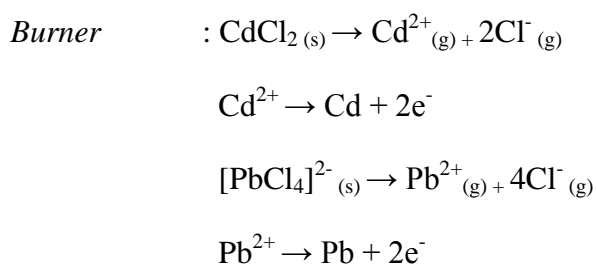 Burner : CdCl₂ (s) → Cd²⁺(g) + 2Cl⁻ (g)
Cd²⁺ → Cd + 2e⁻
[PbCl₄]²⁻ (s) → Pb²⁺(g) + 4Cl⁻ (g)
Pb²⁺ → Pb + 2e⁻